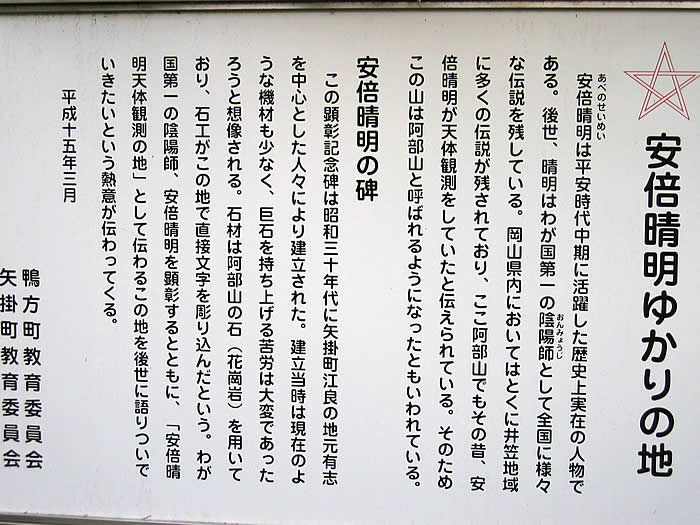 安倍晴明ゆかりの地
安倍晴明は平安時代中期に活躍した歴史上実在の人物で
あべのせいめい
ある。後世、晴明はわが国第一の陰陽師として全国に様々
おんみょうじ
な伝説を残している。岡山県内においてはとくに井笠地域
に多くの伝説が残されており、ここ阿部山でもその昔、安
倍晴明が天体観測をしていたと伝えられている。そのため
この山は阿部山と呼ばれるようになったともいわれている。
安倍晴明の碑
この顕彰記念碑は昭和三十年代に矢掛町江良の地元有志
を中心とした人々により建立された。建立当時は現在のよ
うな機材も少なく、巨石を持ち上げる苦労は大変であった
ろうと想像される。石材は阿部山の石（花崗岩）を用いて
おり、石工がこの地で直接文字を彫り込んだという。わが
国第一の陰陽師、安倍晴明を顕彰するとともに、「安倍晴
明天体観測の地」として伝わるこの地を後世に語りついで
いきたいという熱意が伝わってくる。
平成十五年三月
鴨方町教育委員会
矢掛町教育委員会